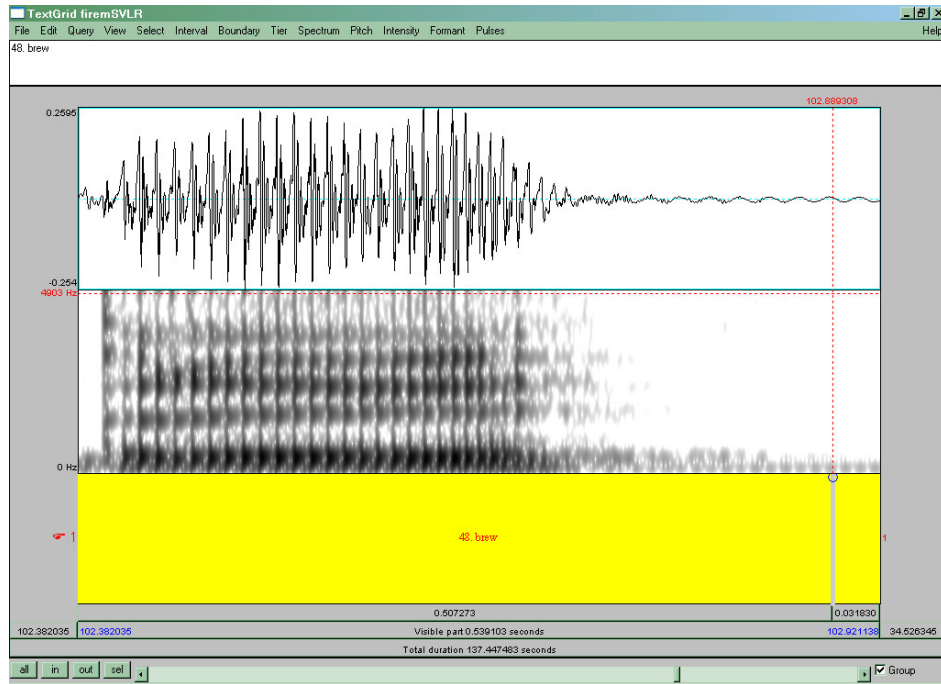 TextGrid firemSVLR
File Edit Query View Select Interval Boundary Tier Spectrum Pitch Intensity Formant Pulses Help
48. brew
102.889308
0.2595
-0.254
4903 Hz
0 Hz
1 48. brew 1
0.507273 0.031830
102.382035 102.382035 Visible part 0.539103 seconds 102.921138 34.526345
Total duration 137.447483 seconds
all in out sel Group